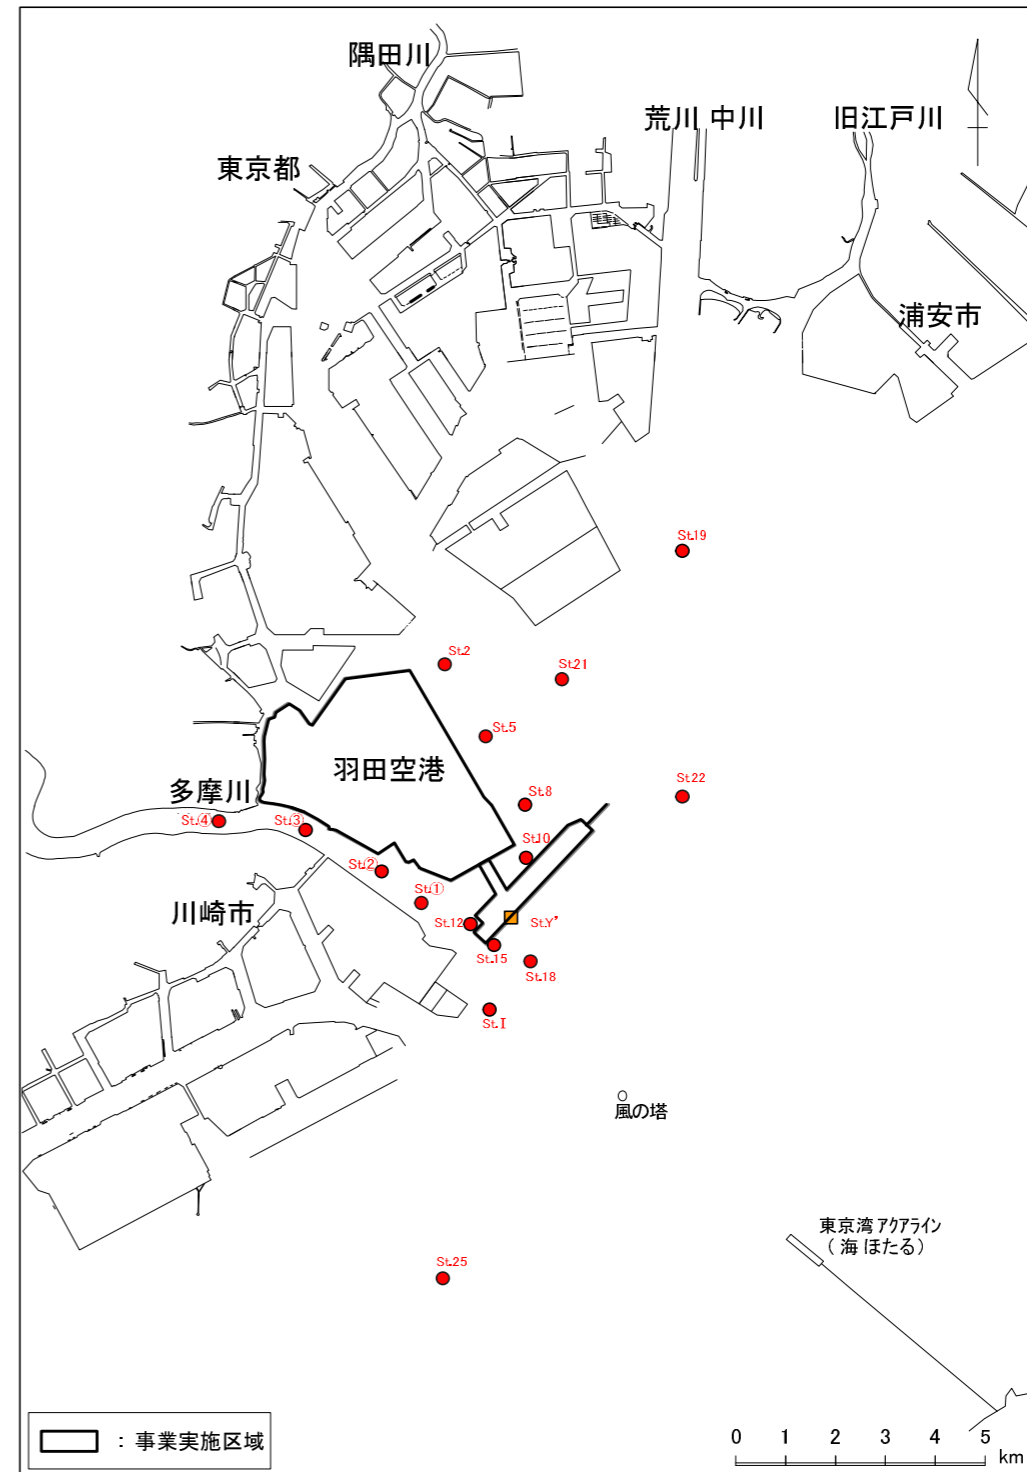 隅田川
荒川 中川
旧江戸川
東京都
浦安市
St.19
St.2
St.21
St.5
羽田空港
多摩川
St.8
St.22
St.④
St.③
St.10
St.②
St.①
川崎市
St.12
St.Y'
St.15
St.18
St.I
風の塔
東京湾アクアライン
(海ほたる)
St.25
:事業実施区域
0 1 2 3 4 5
km